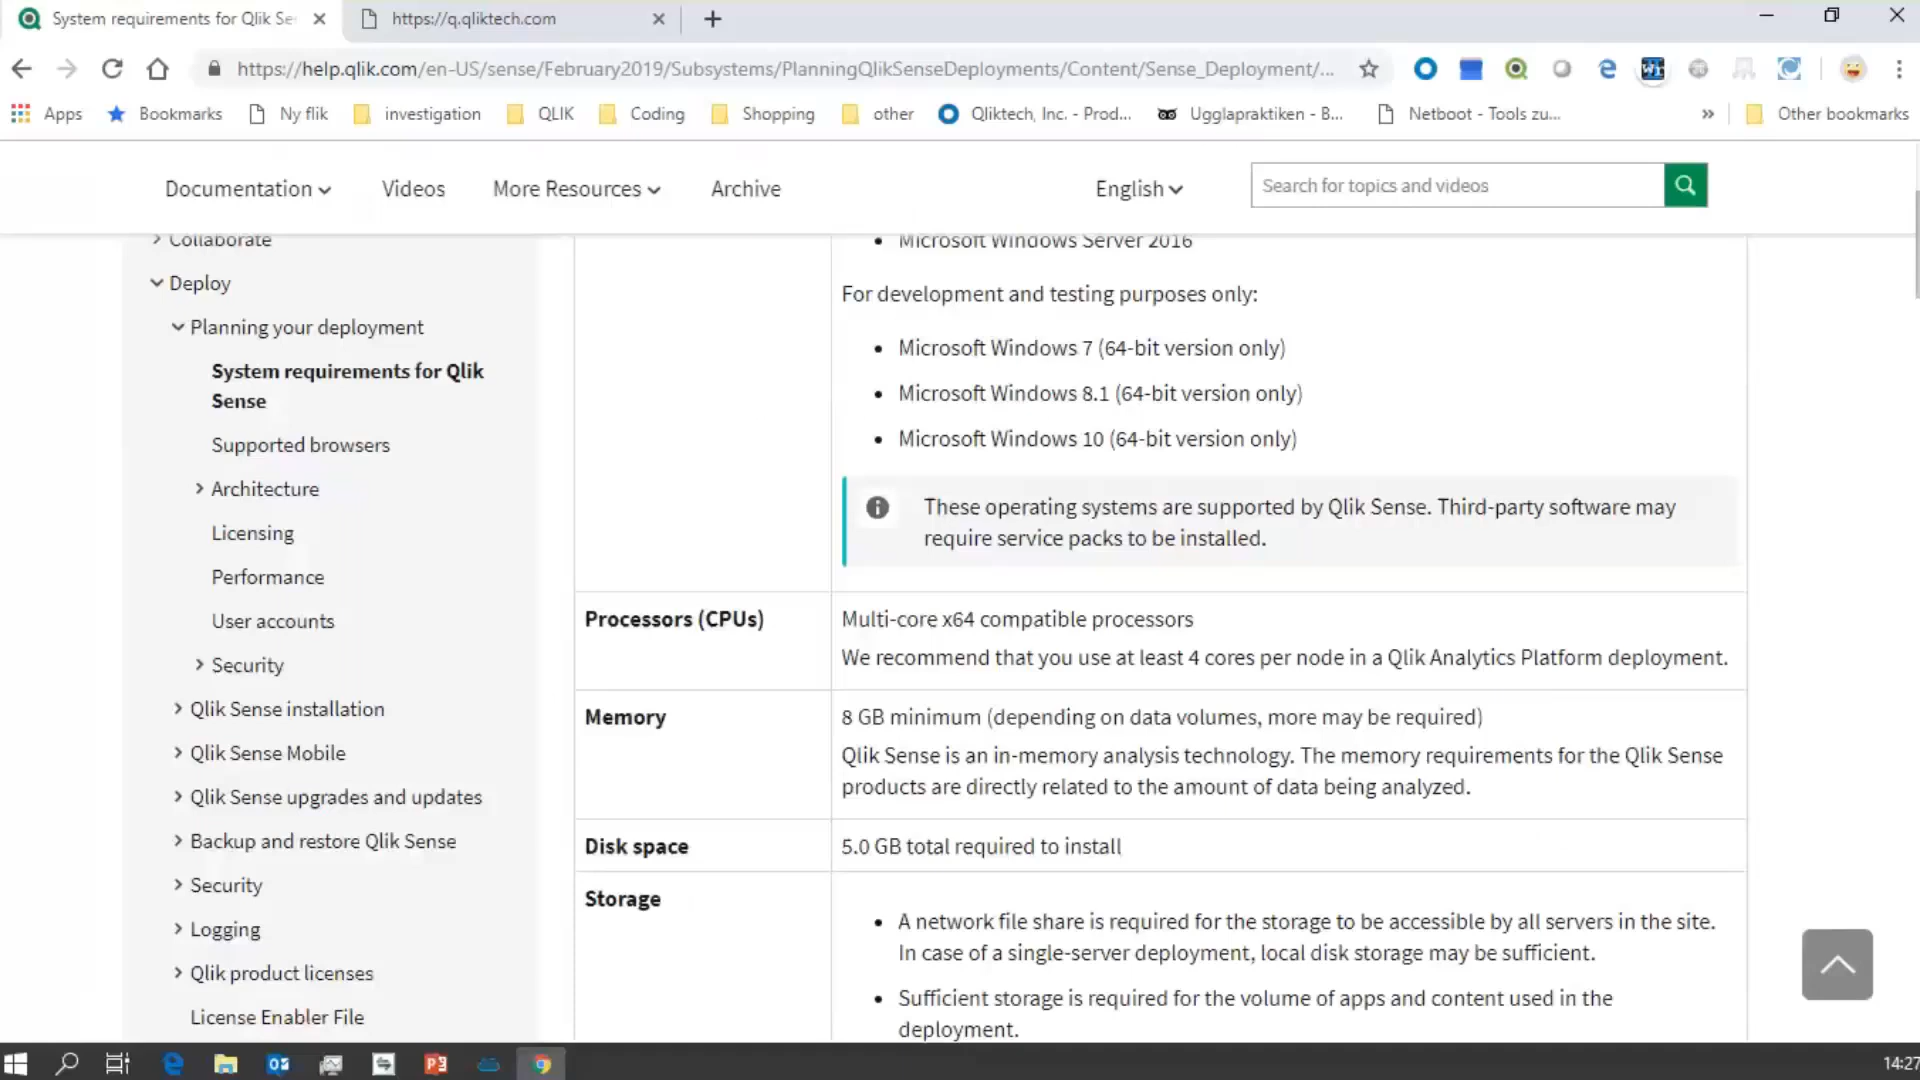 System requirements for Qlik Se
https://q.qliktech.com
https://help.qlik.com/en-US/sense/February2019/Subsystems/PlanningQlikSenseDeployments/Content/Sense_Deployment/...
Apps
Bookmarks
Ny flik
investigation
QLIK
Coding
Shopping
other
Qliktech, Inc. - Prod...
Ugglapraktiken - B...
Netboot - Tools zu...
»
Other bookmarks
Documentation
Videos
More Resources
Archive
English
Search for topics and videos
Collaborate
Deploy
Planning your deployment
System requirements for Qlik
Sense
Supported browsers
Architecture
Licensing
Performance
User accounts
Security
Qlik Sense installation
Qlik Sense Mobile
Qlik Sense upgrades and updates
Backup and restore Qlik Sense
Security
Logging
Qlik product licenses
License Enabler File
• Microsoft Windows Server 2016
For development and testing purposes only:
• Microsoft Windows 7 (64-bit version only)
• Microsoft Windows 8.1 (64-bit version only)
• Microsoft Windows 10 (64-bit version only)
These operating systems are supported by Qlik Sense. Third-party software may
require service packs to be installed.
Processors (CPUs)
Multi-core x64 compatible processors
We recommend that you use at least 4 cores per node in a Qlik Analytics Platform deployment.
Memory
8 GB minimum (depending on data volumes, more may be required)
Qlik Sense is an in-memory analysis technology. The memory requirements for the Qlik Sense
products are directly related to the amount of data being analyzed.
Disk space
5.0 GB total required to install
Storage
• A network file share is required for the storage to be accessible by all servers in the site.
In case of a single-server deployment, local disk storage may be sufficient.
• Sufficient storage is required for the volume of apps and content used in the
deployment.
14:27